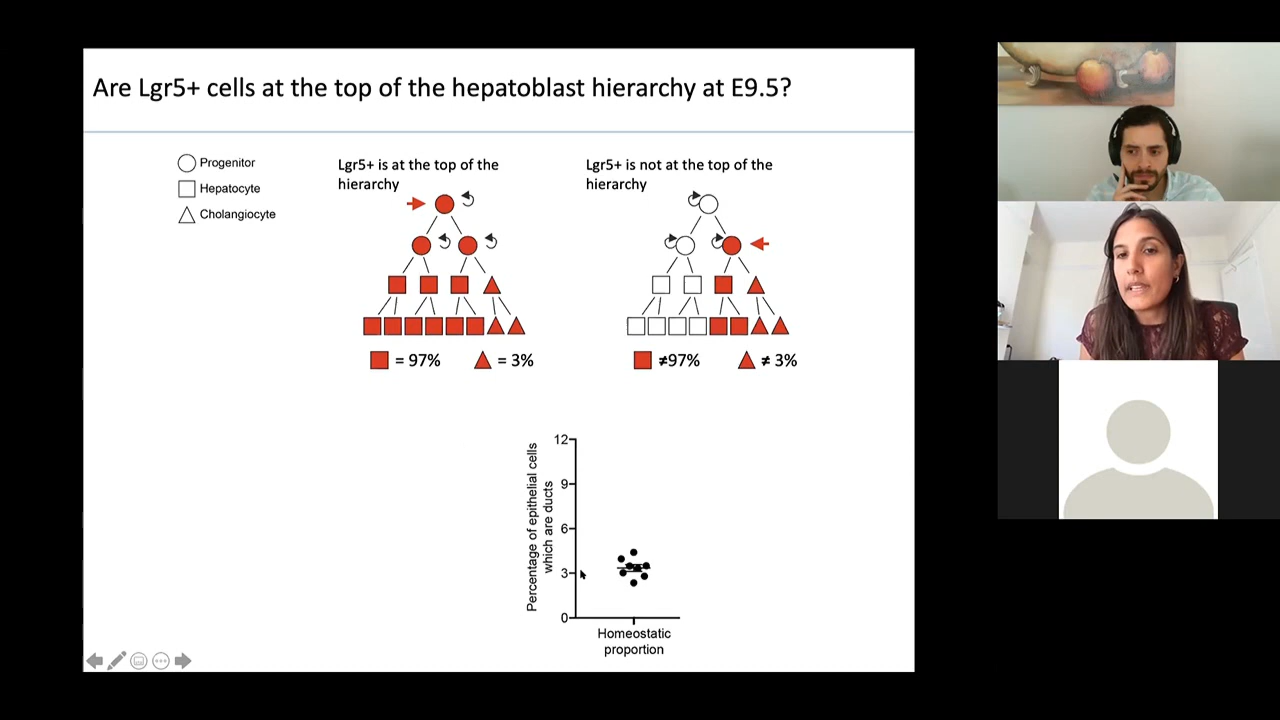 Are Lgr5+ cells at the top of the hepatoblast hierarchy at E9.5?
Progenitor
Hepatocyte
Cholangiocyte
Lgr5+ is at the top of the
hierarchy
= 97%
= 3%
Lgr5+ is not at the top of the
hierarchy
≠97%
≠ 3%
Percentage of epithelial cells
which are ducts
12
9
6
3
0
Homeostatic
proportion